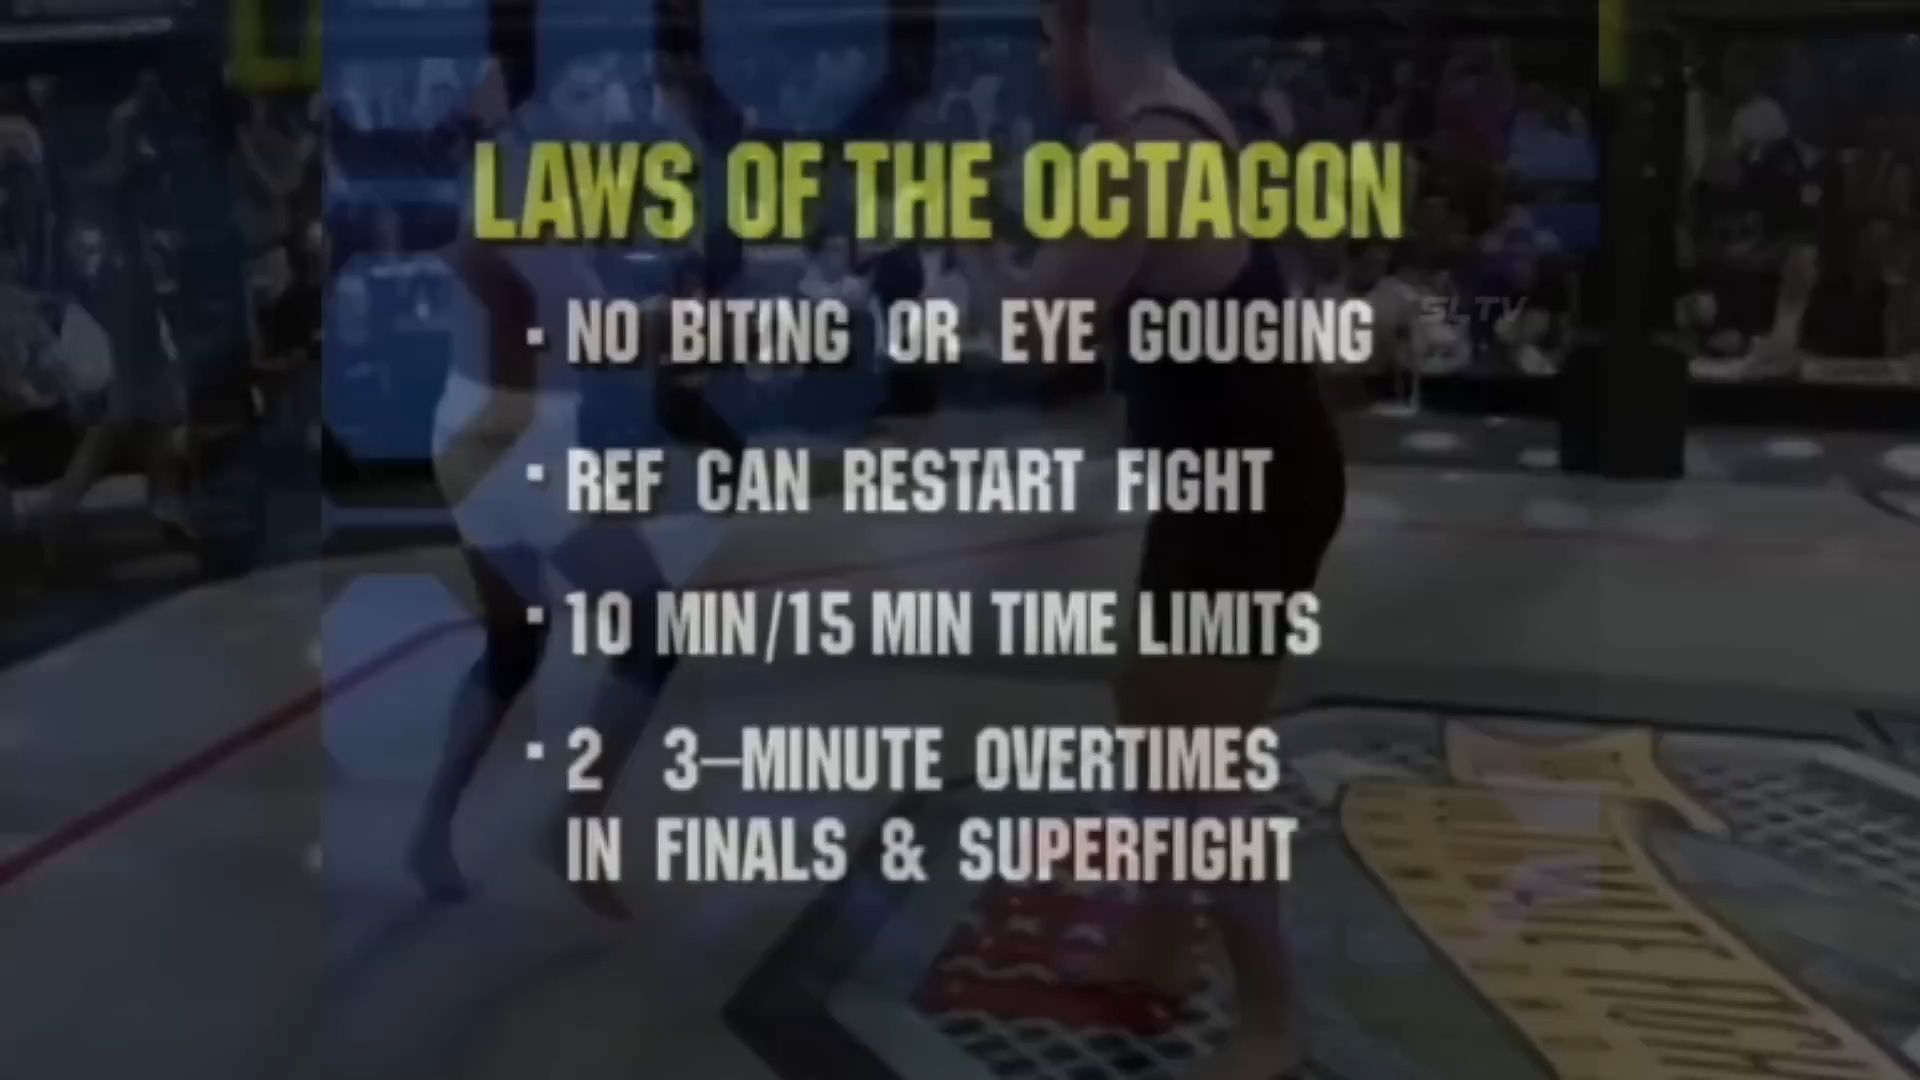 LAWS OF THE OCTAGON
· NO BITING OR EYE GOUGING
SLTV
· REF CAN RESTART FIGHT
· 10 MIN/15 MIN TIME LIMITS
· 2 3-MINUTE OVERTIMES
IN FINALS & SUPERFIGHT